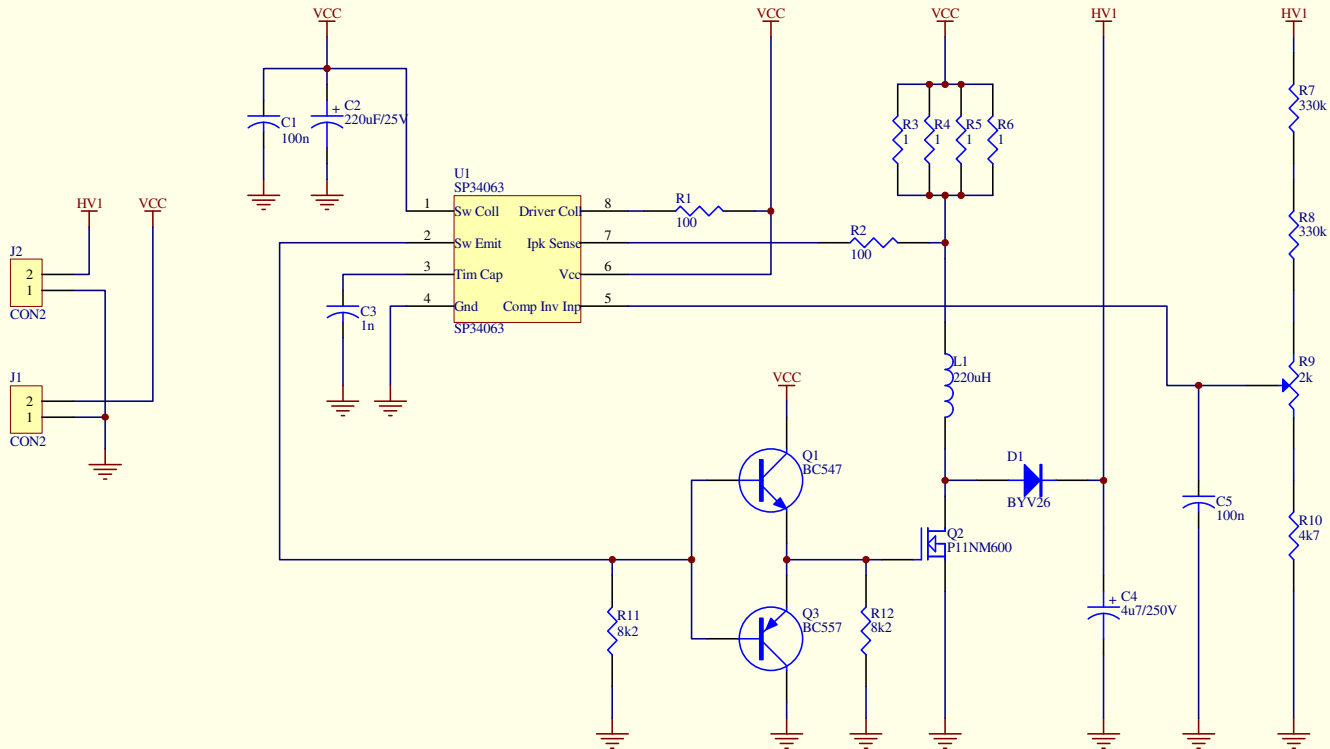 VCC
VCC
VCC
HV1
HV1
C1
100n
+ C2
220uF/25V
R3
1
R4
1
R5
1
R6
1
R7
330k
U1
SP34063
HV1
VCC
1 Sw Coll Driver Coll 8
2 Sw Emit Ipk Sense 7
3 Tim Cap Vcc 6
4 Gnd Comp Inv Inp 5
SP34063
R1
100
R2
100
R8
330k
J2
2
1
CON2
C3
1n
L1
220uH
R9
2k
J1
2
1
CON2
VCC
Q1
BC547
D1
BYV26
C5
100n
R10
4k7
Q2
P11NM600
R11
8k2
Q3
BC557
R12
8k2
+ C4
4u7/250V